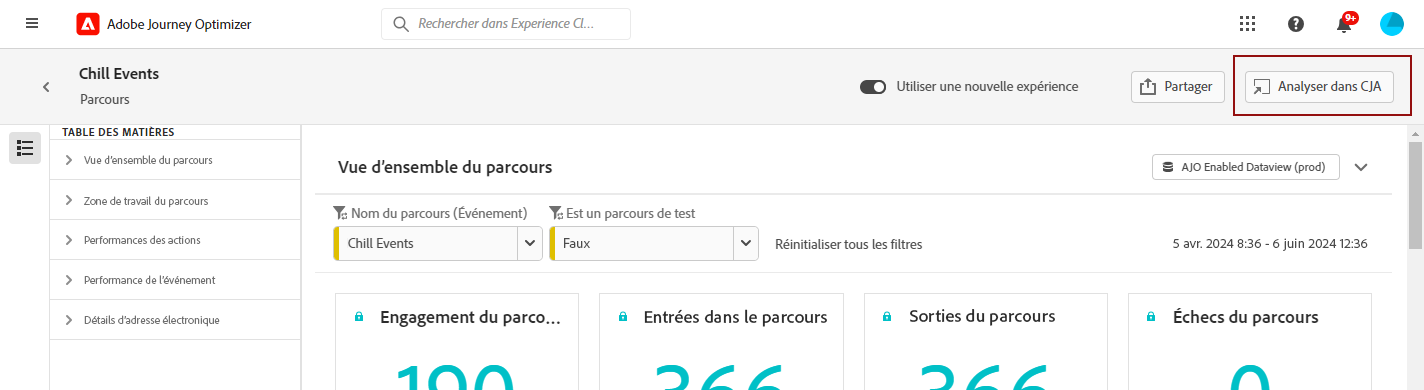 Adobe Journey Optimizer
Rechercher dans Experience Cl...
9+
Chill Events
Parcours
Utiliser une nouvelle expérience
Partager
Analyser dans CJA
TABLE DES MATIÈRES
Vue d'ensemble du parcours
Zone de travail du parcours
Performances des actions
Performance de l'événement
Détails d'adresse électronique
Vue d'ensemble du parcours
AJO Enabled Dataview (prod)
Nom du parcours (Événement)
Est un parcours de test
Chill Events
Faux
Réinitialiser tous les filtres
5 avr. 2024 8:36 - 6 juin 2024 12:36
Engagement du parco...
Entrées dans le parcours
Sorties du parcours
Échecs du parcours
190
366
366
0